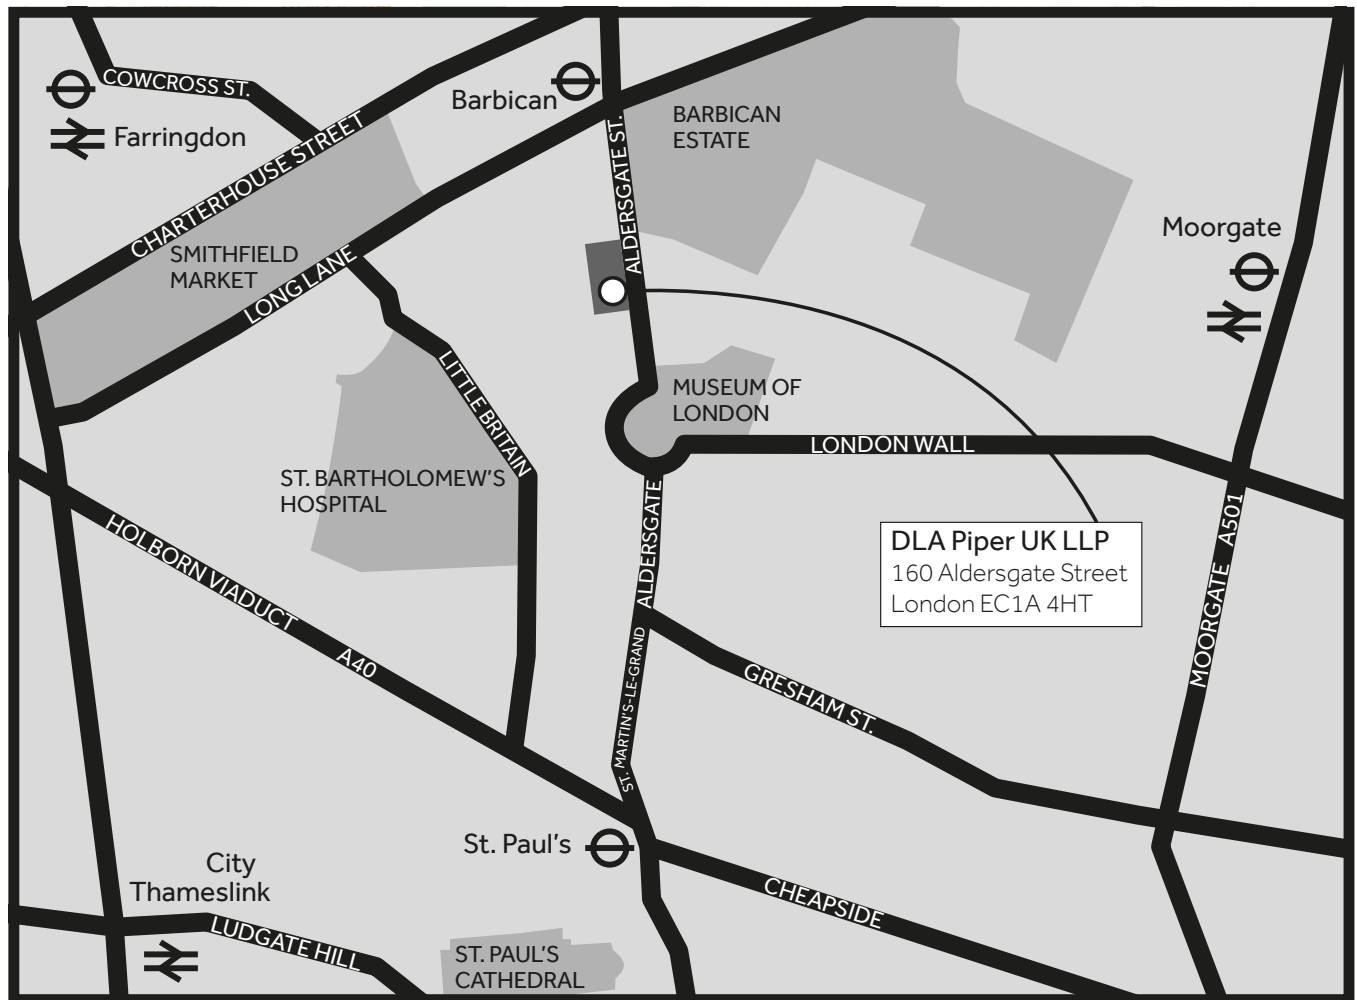 COWCROSS ST.
Barbican
Farringdon
BARBICAN
ESTATE
CHARTERHOUSE STREET
ALDERSGATE ST.
Moorgate
SMITHFIELD
MARKET
LONG LANE
LITTLE BRITAIN
MUSEUM OF
LONDON
LONDON WALL
ST. BARTHOLOMEW'S
HOSPITAL
ALDERSGATE
MOORGATE A501
DLA Piper UK LLP
160 Aldersgate Street
London EC1A 4HT
HOLBORN VIADUCT
A40
ST. MARTIN'S-LE-GRAND
GRESHAM ST.
St. Paul's
City
Thameslink
CHEAPSIDE
LUDGATE HILL
ST. PAUL'S
CATHEDRAL